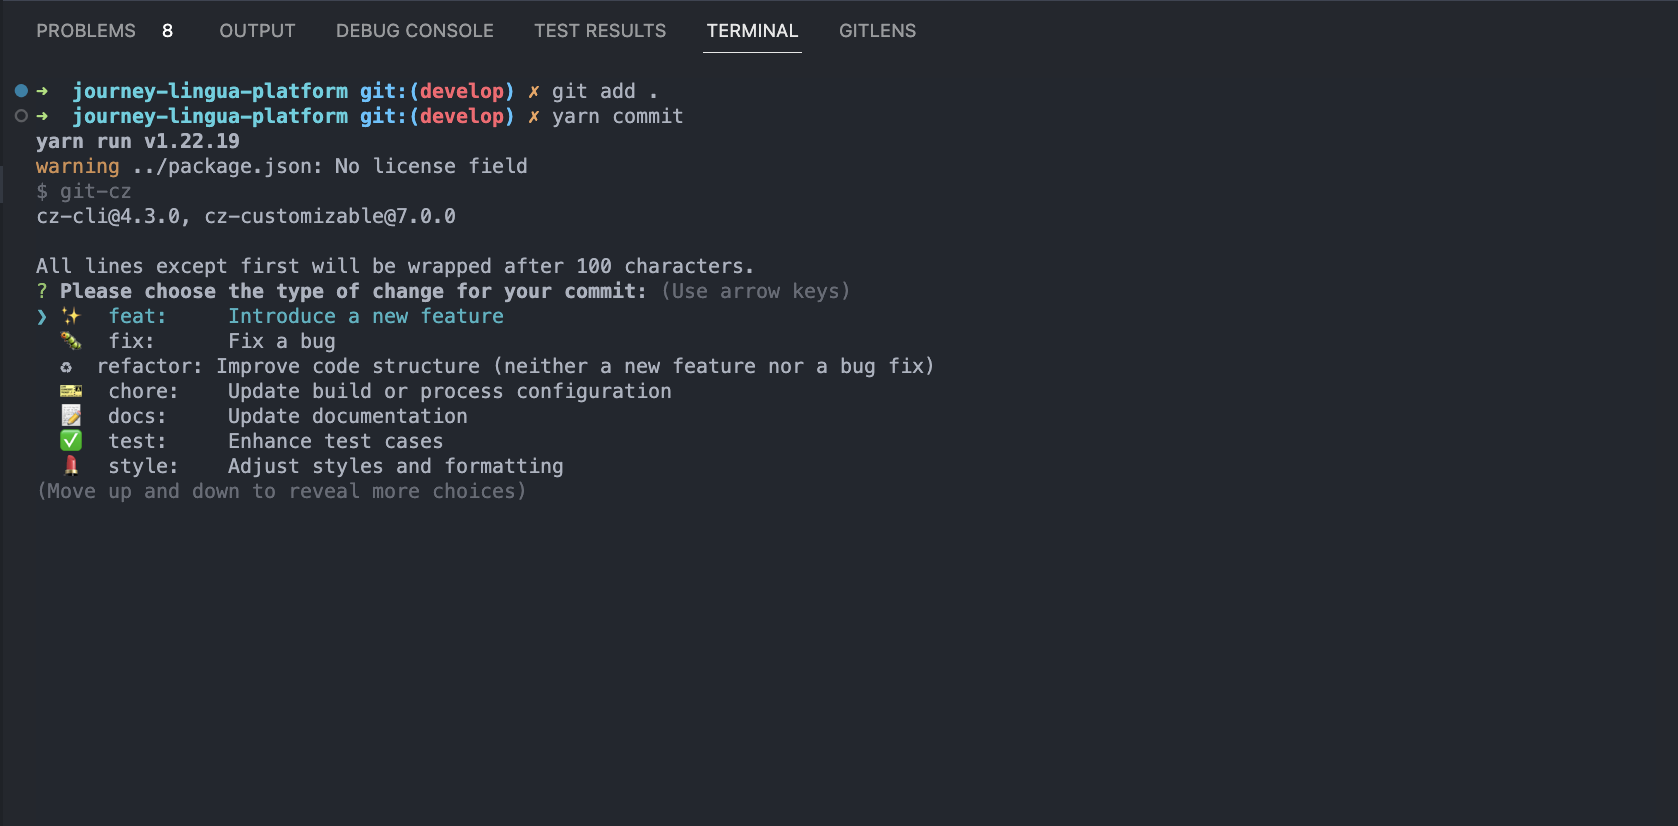 PROBLEMS 8 OUTPUT DEBUG CONSOLE TEST RESULTS TERMINAL GITLENS
➜ journey-lingua-platform git:(develop) ✗ git add .
➜ journey-lingua-platform git:(develop) ✗ yarn commit
yarn run v1.22.19
warning ../package.json: No license field
$ git-cz
cz-cli@4.3.0, cz-customizable@7.0.0
All lines except first will be wrapped after 100 characters.
? Please choose the type of change for your commit: (Use arrow keys)
❯ ✨ feat: Introduce a new feature
🐛 fix: Fix a bug
♻ refactor: Improve code structure (neither a new feature nor a bug fix)
🎫 chore: Update build or process configuration
📝 docs: Update documentation
✅ test: Enhance test cases
💄 style: Adjust styles and formatting
(Move up and down to reveal more choices)